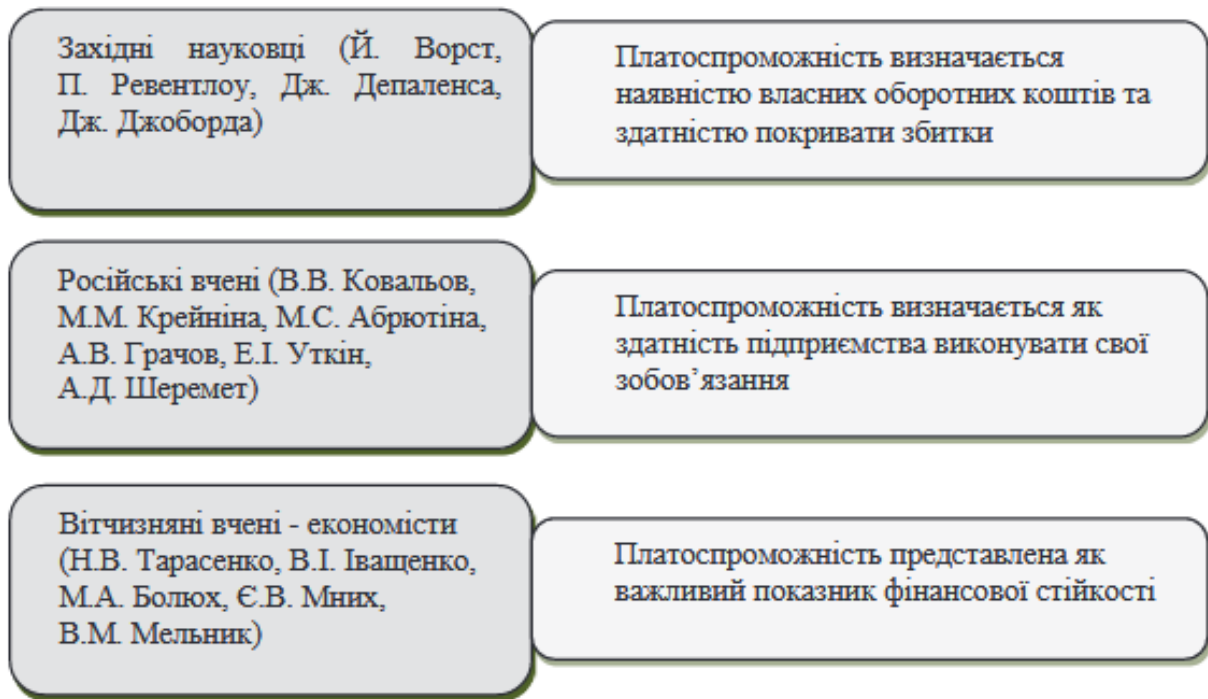 Західні науковці (Й. Ворст,
П. Ревентлоу, Дж. Депаленса,
Дж. Джоборда)
Платоспроможність визначається
наявністю власних оборотних коштів та
здатністю покривати збитки
Російські вчені (В.В. Ковальов,
М.М. Крейніна, М.С. Абрютіна,
А.В. Грачов, Е.І. Уткін,
А.Д. Шеремет)
Платоспроможність визначається як
здатність підприємства виконувати свої
зобов’язання
Вітчизняні вчені - економісти
(Н.В. Тарасенко, В.І. Іващенко,
М.А. Болюх, Є.В. Мних,
В.М. Мельник)
Платоспроможність представлена як
важливий показник фінансової стійкості